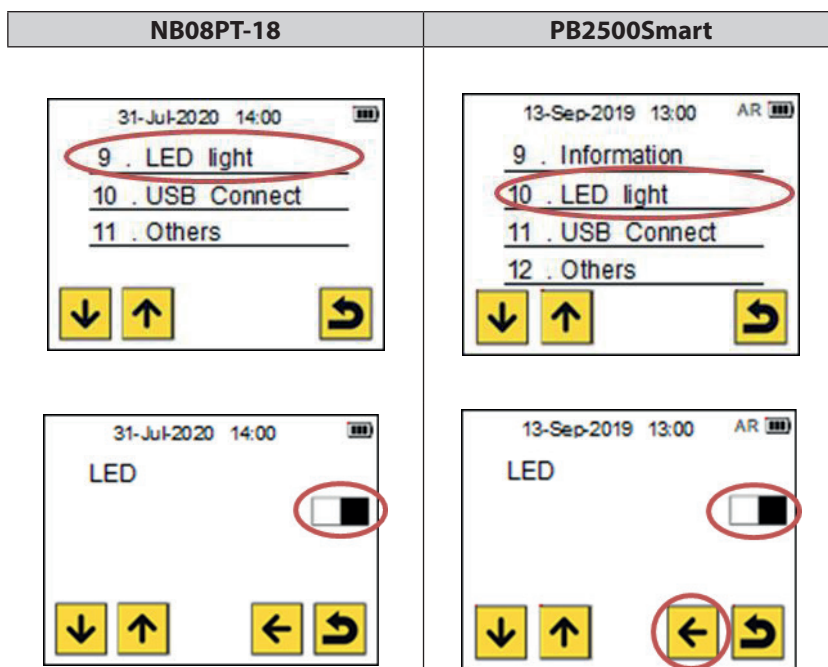 NB08PT-18
PB2500Smart
31-Jul-2020 14:00
9 . LED light
10 . USB Connect
11 . Others
13-Sep-2019 13:00 AR
9 . Information
10 . LED light
11 . USB Connect
12 . Others
31-Jul-2020 14:00
LED
13-Sep-2019 13:00 AR
LED